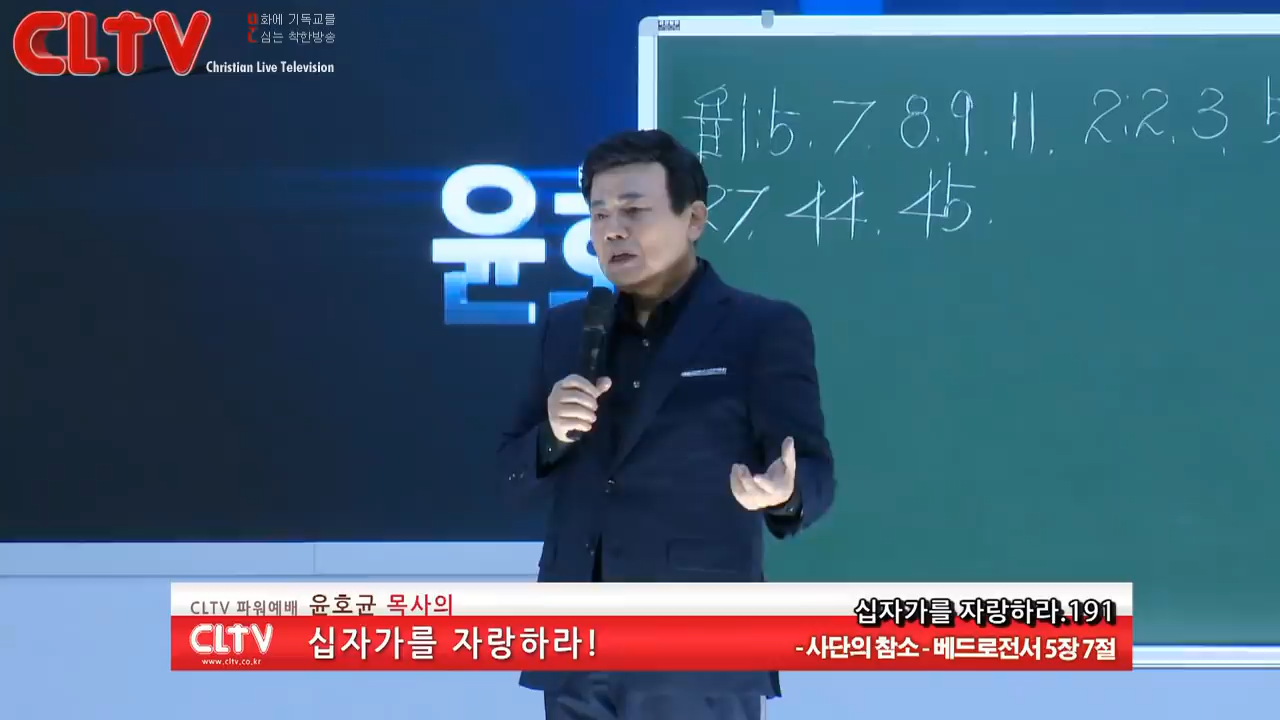 CLTV
화에 기독교를
심는 착한방송
Christian Live Television
1:5. 7. 8.9. 11. 2:2. 3. 5
27. 44. 45.
윤호
CLTV 파워예배 윤호균 목사의
십자가를 자랑하라.191
CLTV
www.cltv.co.kr
십자가를 자랑하라!
- 사단의 참소 - 베드로전서 5장 7절